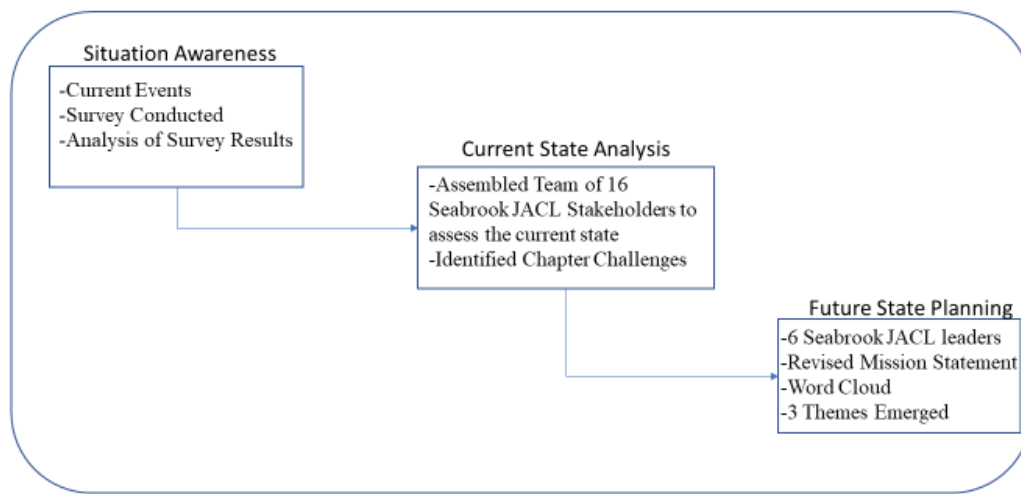 Situation Awareness
-Current Events
-Survey Conducted
-Analysis of Survey Results
Current State Analysis
-Assembled Team of 16
Seabrook JACL Stakeholders to
assess the current state
-Identified Chapter Challenges
Future State Planning
-6 Seabrook JACL leaders
-Revised Mission Statement
-Word Cloud
-3 Themes Emerged